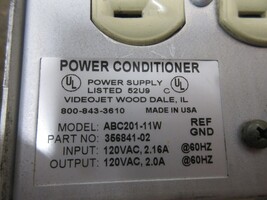 POWER CONDITIONER
UL POWER SUPPLY UL
LISTED 52U9 C
VIDEOJET WOOD DALE, IL
800-843-3610 MADE IN USA
MODEL: ABC201-11W REF
PART NO: 356841-02 GND
INPUT: 120VAC, 2.16A @60HZ
OUTPUT: 120VAC, 2.0A @60HZ